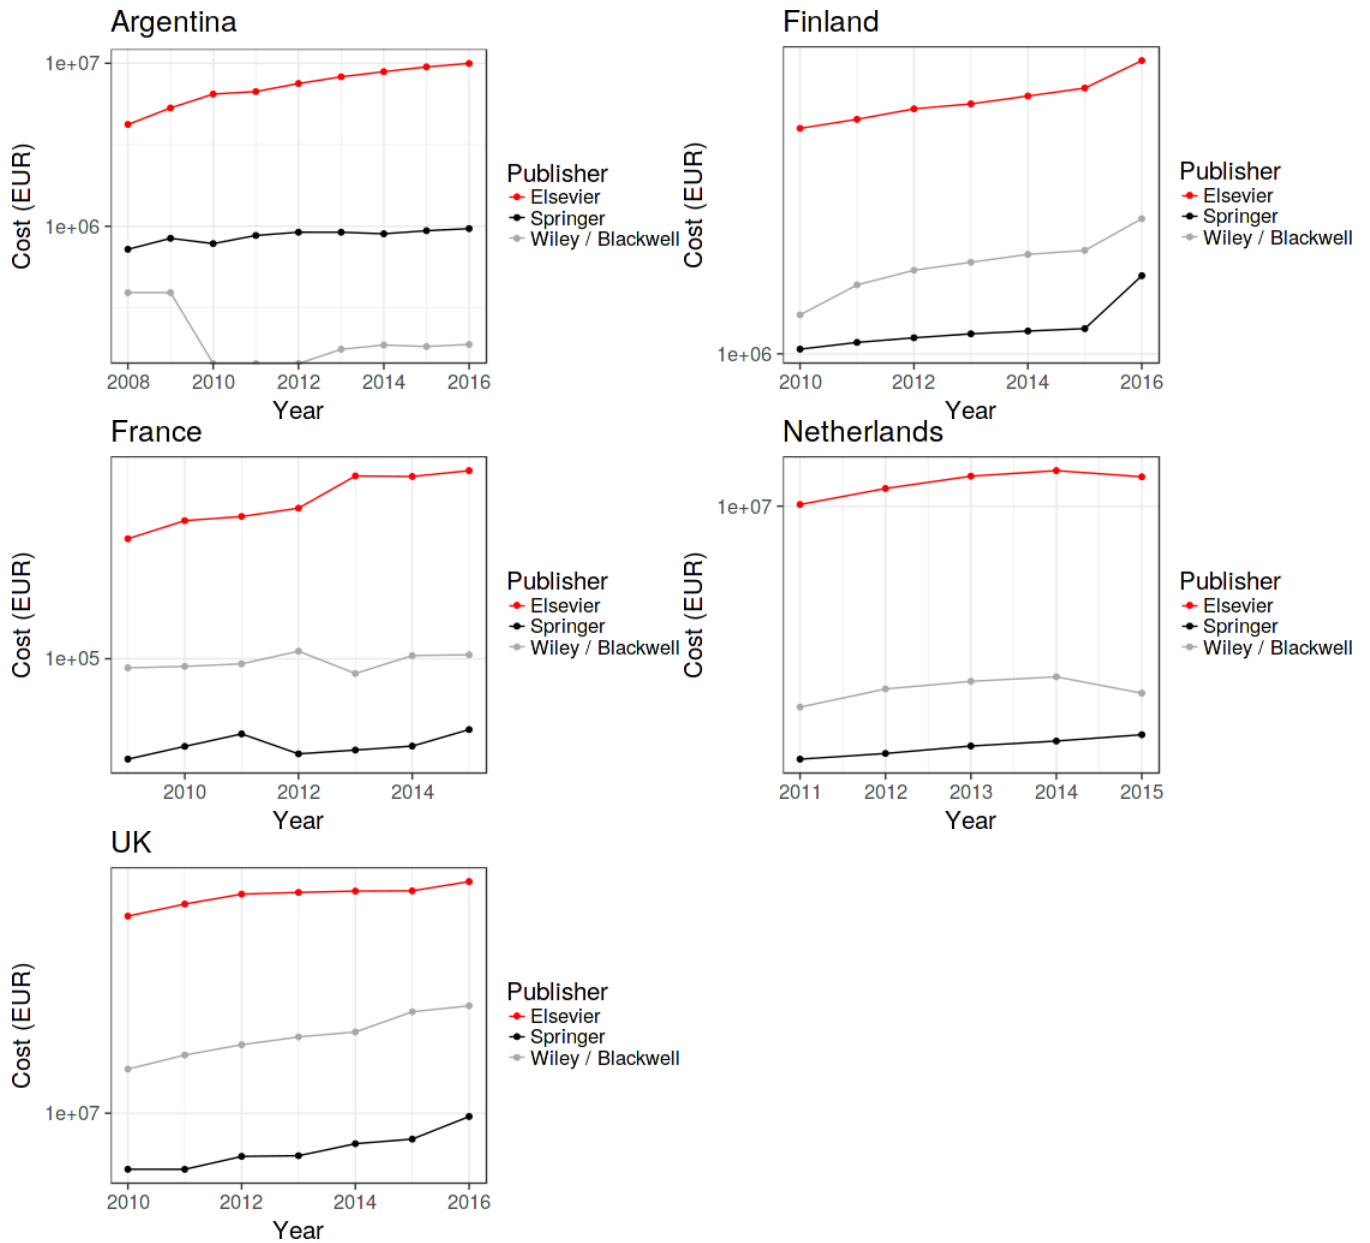 Argentina
Cost (EUR)
1e+07
1e+06
2008 2010 2012 2014 2016
Year
Publisher
Elsevier
Springer
Wiley / Blackwell
Finland
Cost (EUR)
1e+06
2010 2012 2014 2016
Year
Publisher
Elsevier
Springer
Wiley / Blackwell
France
Cost (EUR)
1e+05
2010 2012 2014
Year
Publisher
Elsevier
Springer
Wiley / Blackwell
Netherlands
Cost (EUR)
1e+07
2011 2012 2013 2014 2015
Year
Publisher
Elsevier
Springer
Wiley / Blackwell
UK
Cost (EUR)
1e+07
2010 2012 2014 2016
Year
Publisher
Elsevier
Springer
Wiley / Blackwell